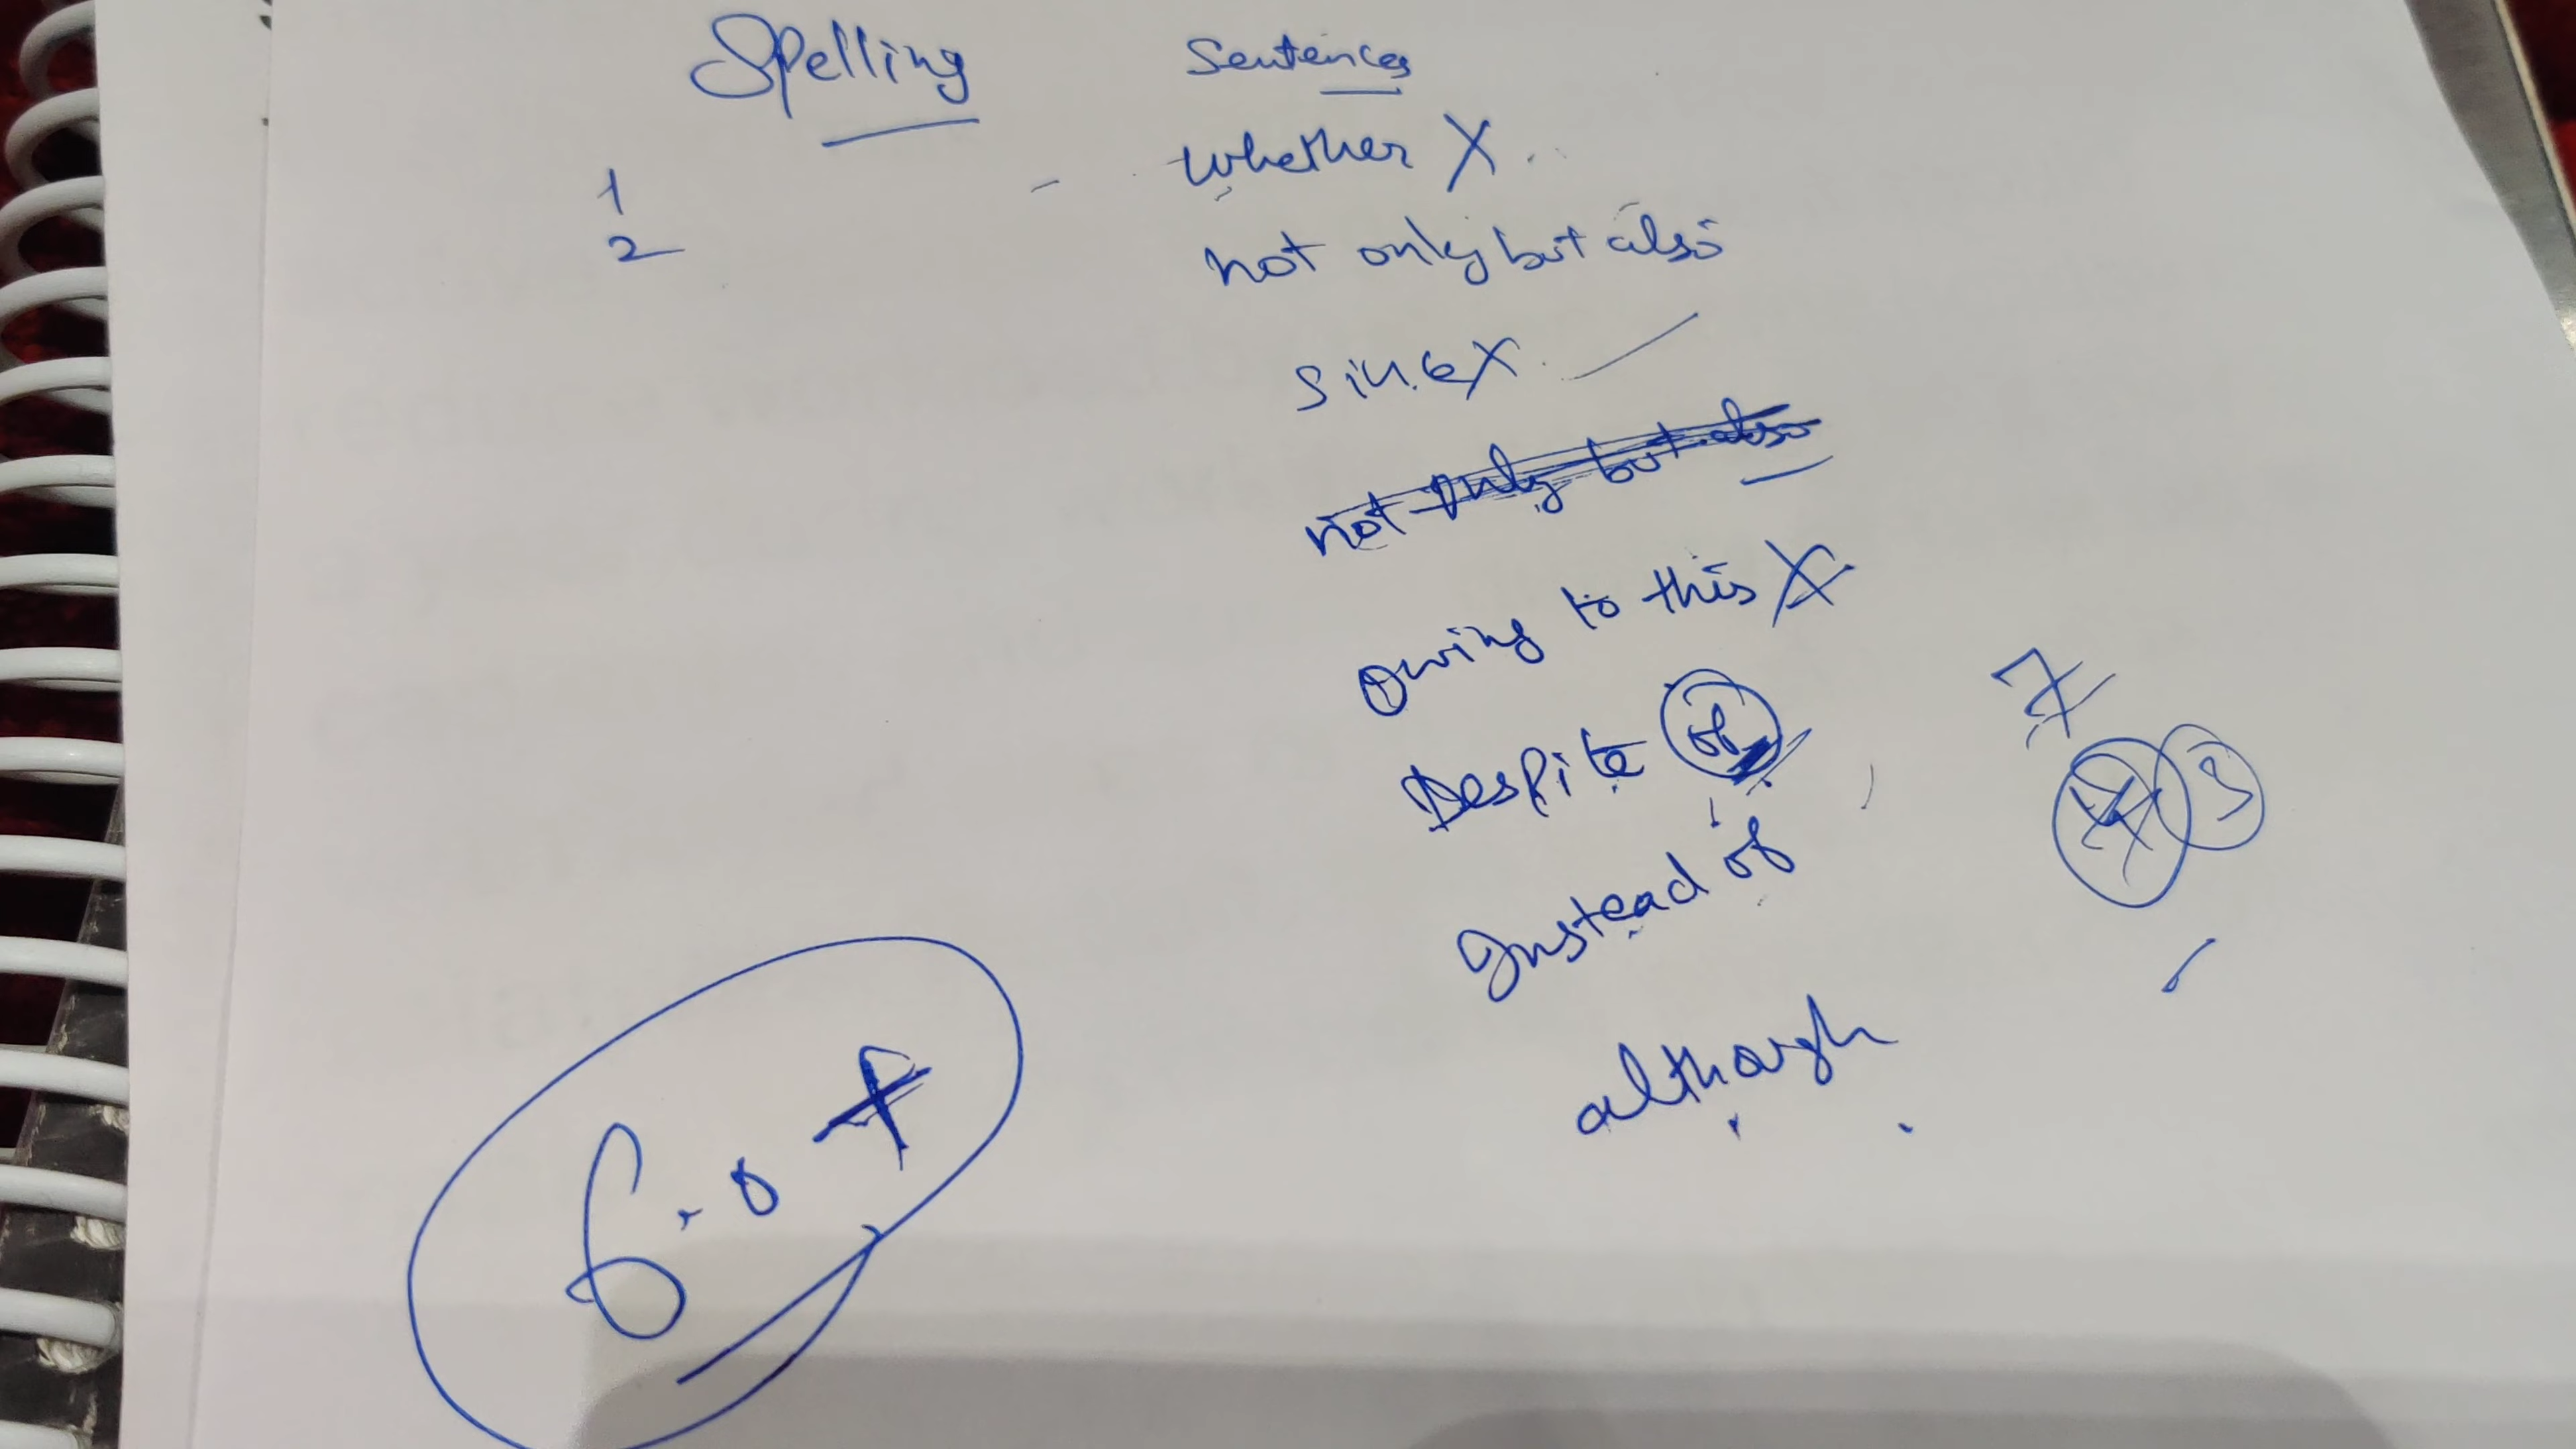 Spelling Sentences
1 whether X
2 not only but also
since X
not only but also
owing to this X
Despite of
Instead of
although
7
3
6.0 +